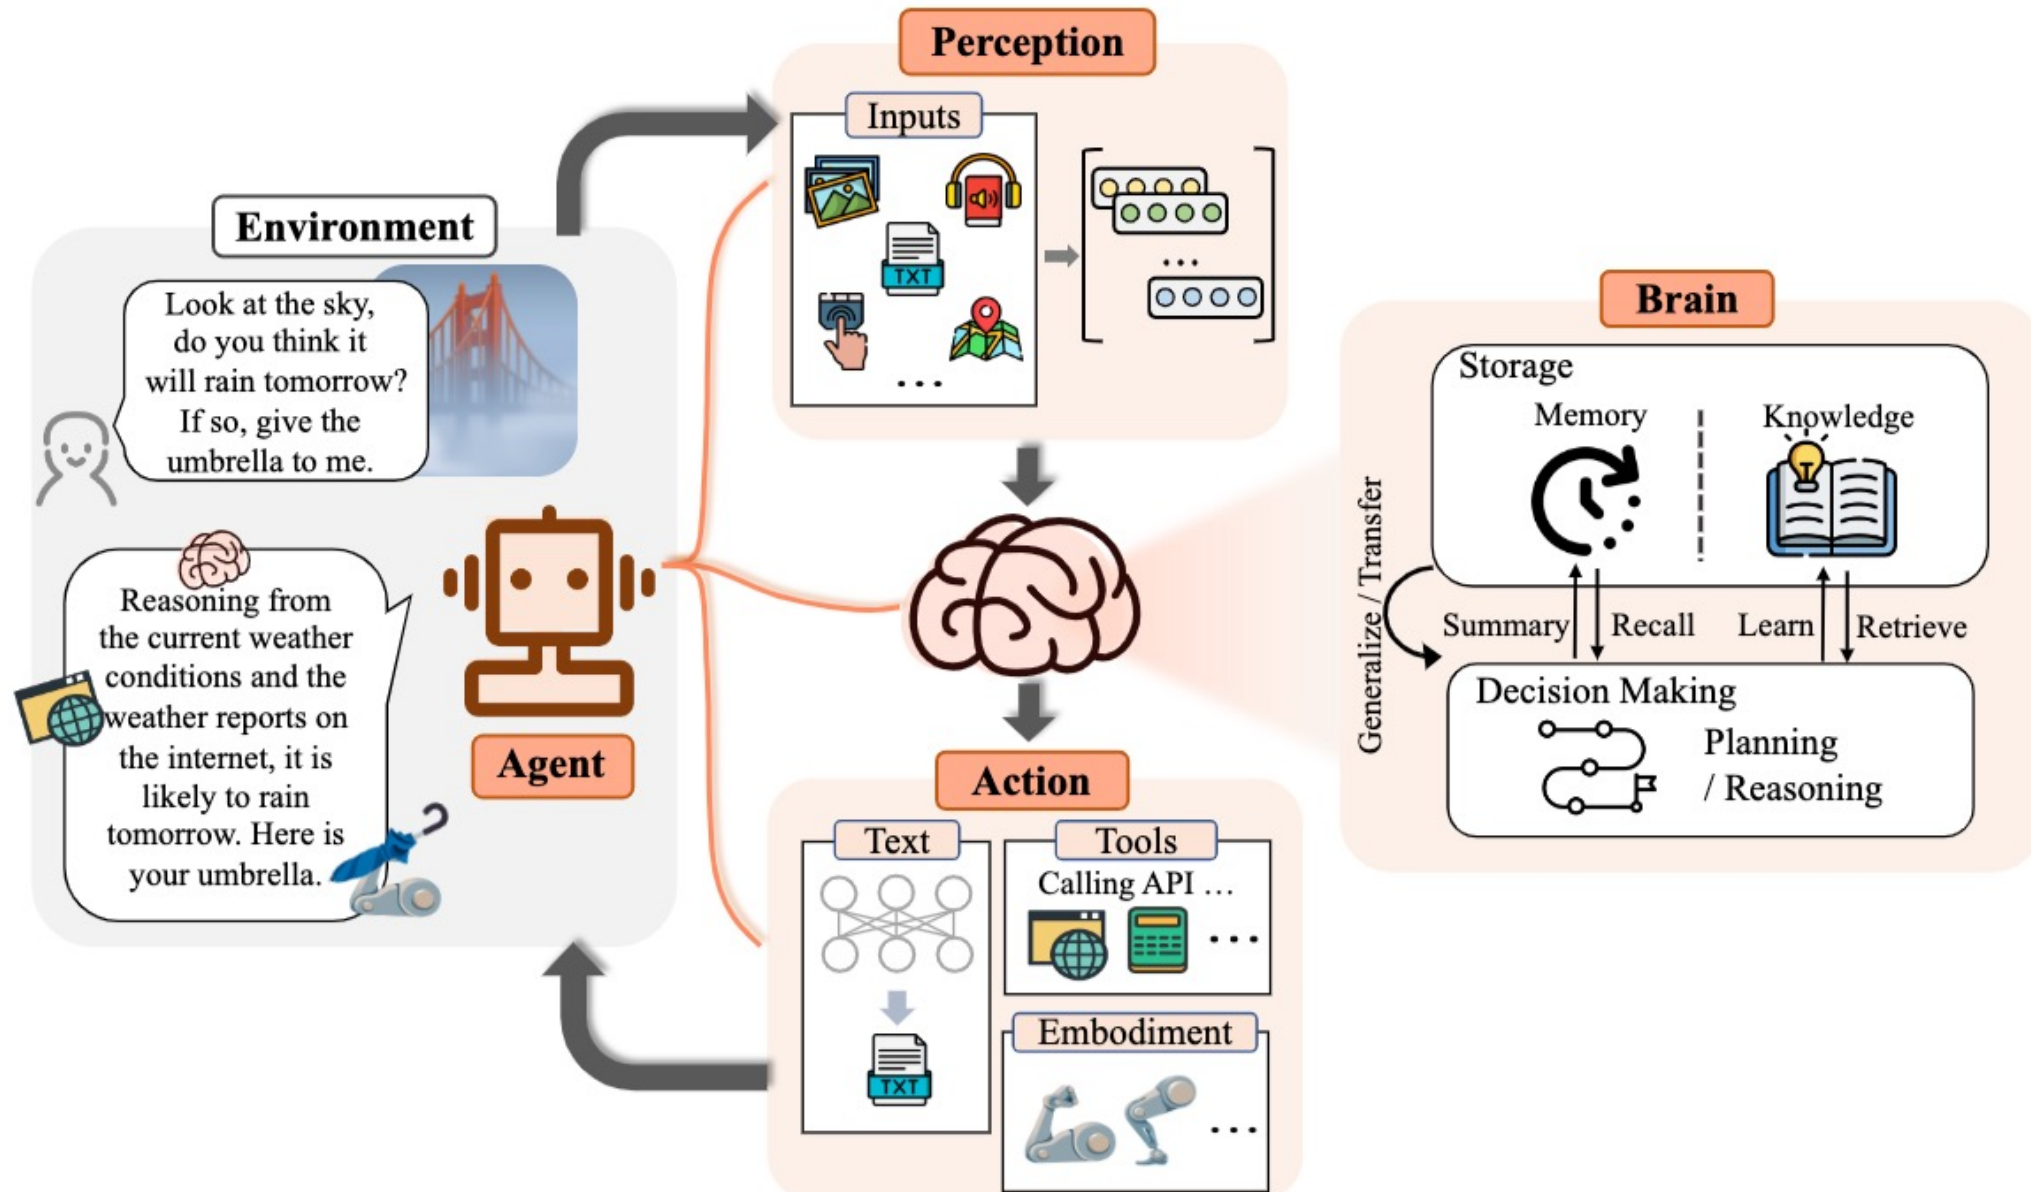 Perception
Inputs
TXT
Environment
Look at the sky,
do you think it
will rain tomorrow?
If so, give the
umbrella to me.
Reasoning from
the current weather
conditions and the
weather reports on
the internet, it is
likely to rain
tomorrow. Here is
your umbrella.
Agent
Brain
Storage
Memory
Knowledge
Generalize / Transfer
Summary
Recall
Learn
Retrieve
Decision Making
Planning
/ Reasoning
Action
Text
TXT
Tools
Calling API ...
Embodiment